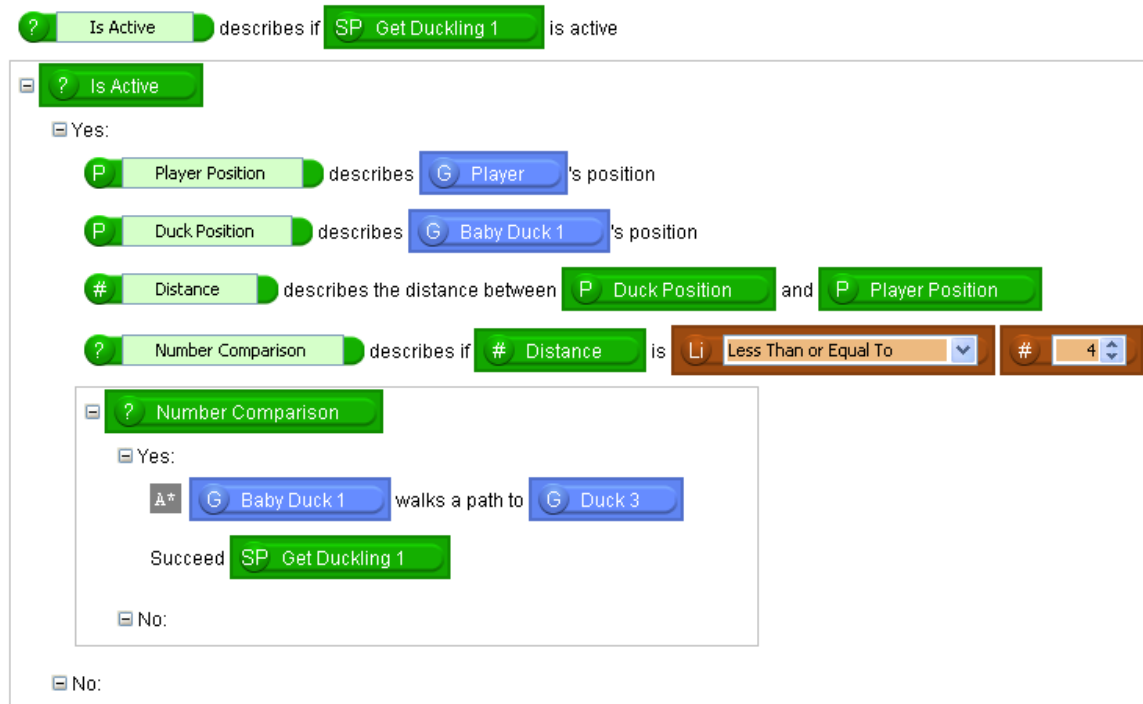 ? Is Active describes if SP Get Duckling 1 is active
? Is Active
Yes:
P Player Position describes G Player 's position
P Duck Position describes G Baby Duck 1 's position
# Distance describes the distance between P Duck Position and P Player Position
? Number Comparison describes if # Distance is Li Less Than or Equal To # 4
? Number Comparison
Yes:
A* G Baby Duck 1 walks a path to G Duck 3
Succeed SP Get Duckling 1
No:
No: